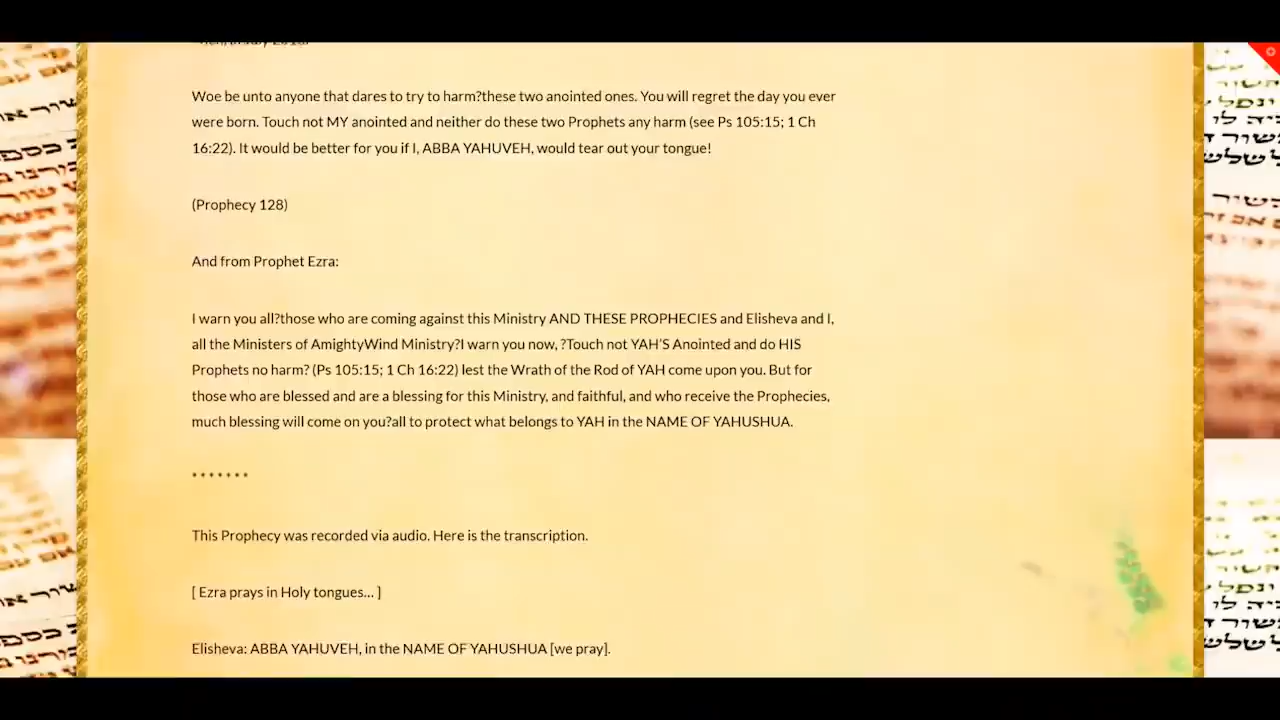 Woe be unto anyone that dares to try to harm?these two anointed ones. You will regret the day you ever
were born. Touch not MY anointed and neither do these two Prophets any harm (see Ps 105:15; 1 Ch
16:22). It would be better for you if I, ABBA YAHUVEH, would tear out your tongue!
(Prophecy 128)
And from Prophet Ezra:
I warn you all?those who are coming against this Ministry AND THESE PROPHECIES and Elisheva and I,
all the Ministers of AmightyWind Ministry?I warn you now, ?Touch not YAH'S Anointed and do HIS
Prophets no harm? (Ps 105:15; 1 Ch 16:22) lest the Wrath of the Rod of YAH come upon you. But for
those who are blessed and are a blessing for this Ministry, and faithful, and who receive the Prophecies,
much blessing will come on you?all to protect what belongs to YAH in the NAME OF YAHUSHUA.
* * * * * * *
This Prophecy was recorded via audio. Here is the transcription.
[ Ezra prays in Holy tongues... ]
Elisheva: ABBA YAHUVEH, in the NAME OF YAHUSHUA [we pray].